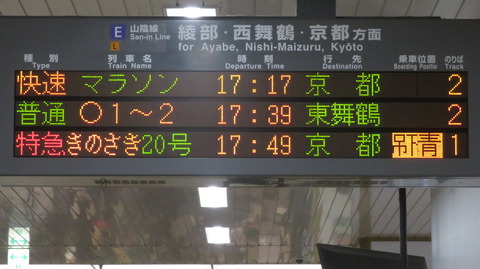 E 山陰線 綾部・西舞鶴・京都方面
L San-in Line for Ayabe, Nishi-Maizuru, Kyōto
種別 列車名 時刻 行先 乗車位置 のりば
Type Train Name Departure Time Destination Boarding Positio Track
快速 マラソン 17:17 京都 2
普通 ○1～2 17:39 東舞鶴 2
特急 きのさき20号 17:49 京都 青 1